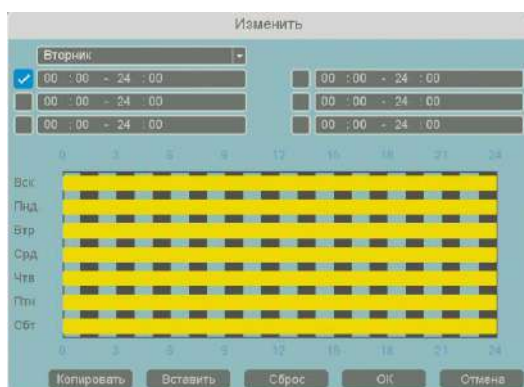 Изменить
Вторник
00 : 00 - 24 : 00
00 : 00 - 24 : 00
00 : 00 - 24 : 00
00 : 00 - 24 : 00
00 : 00 - 24 : 00
00 : 00 - 24 : 00
0 3 6 9 12 15 18 21 24
Вск
Пнд
Втр
Срд
Чтв
Птн
Сбт
0 3 6 9 12 15 18 21 24
Копировать Вставить Сброс ОК Отмена